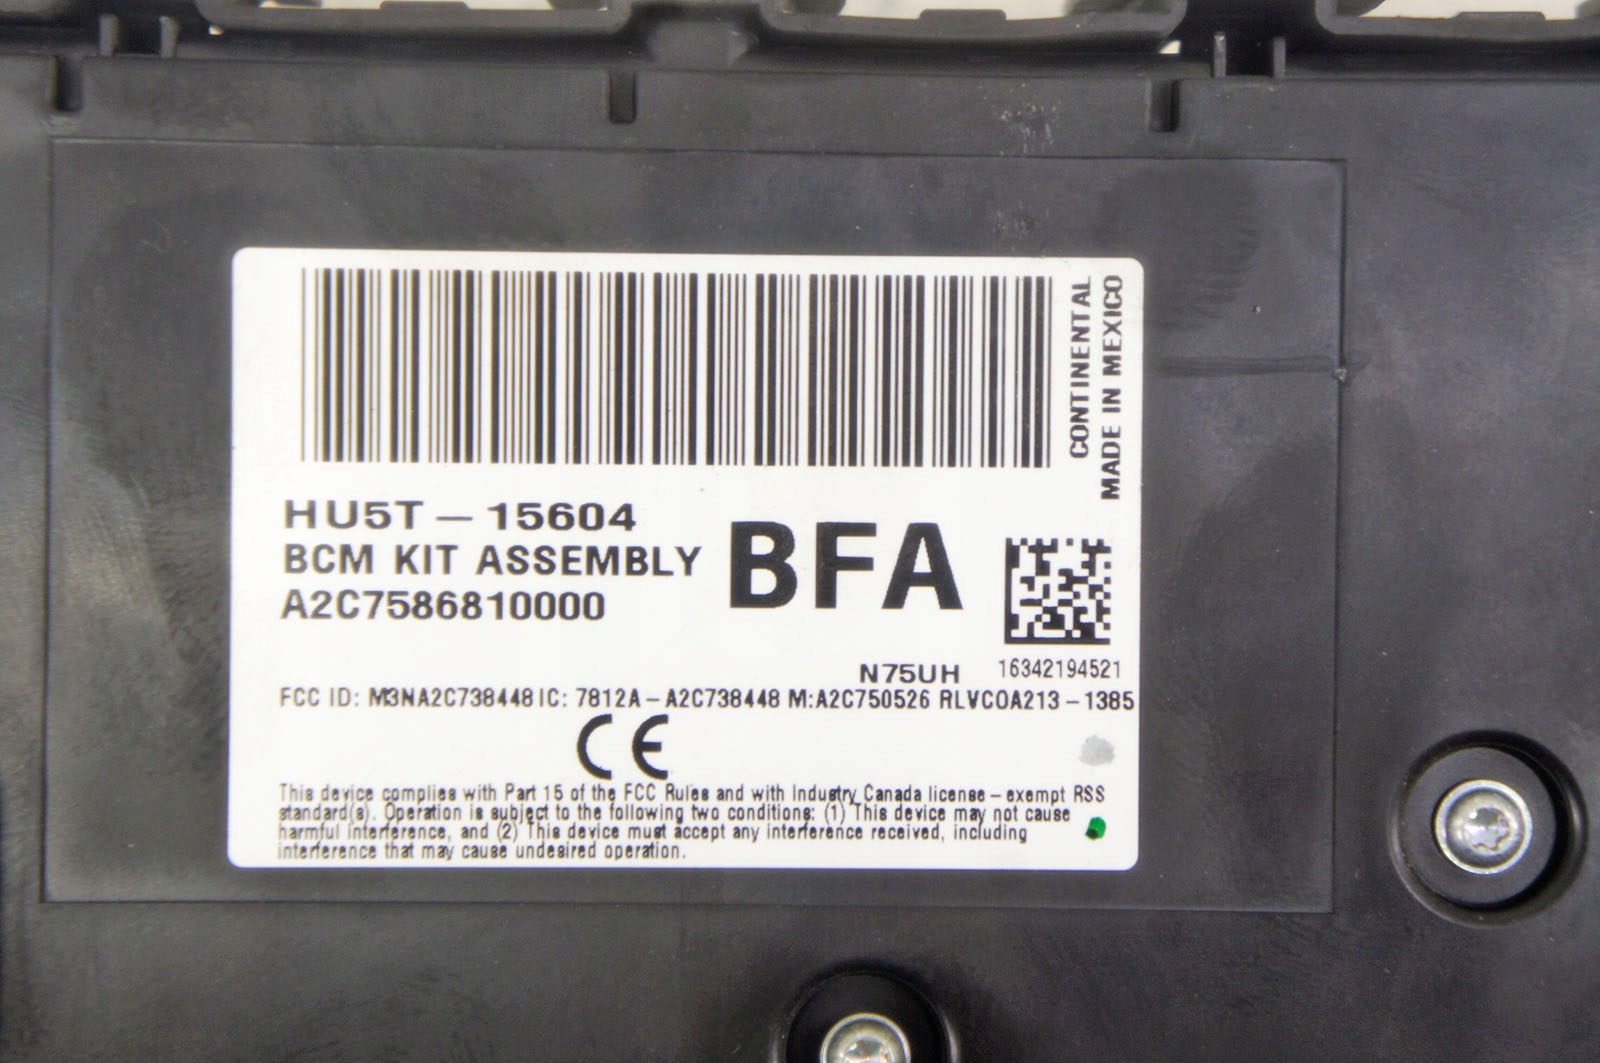 CONTINENTAL
MADE IN MEXICO
HU5T-15604
BCM KIT ASSEMBLY
A2C7586810000
BFA
N75UH
16342194521
FCC ID: M3NA2C738448 IC: 7812A-A2C738448 M:A2C750526 RLVCOA213-1385
CE
This device complies with Part 15 of the FCC Rules and with Industry Canada license-exempt RSS
standard(s). Operation is subject to the following two conditions: (1) This device may not cause
harmful interference, and (2) This device must accept any interference received, including
interference that may cause undesired operation.